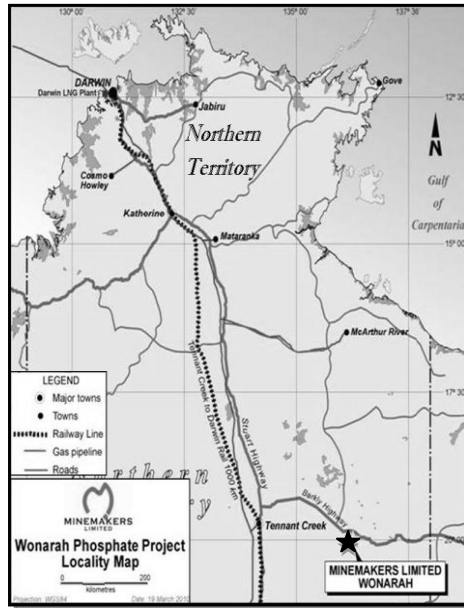 130° 00'
132° 30'
135° 00'
137° 30'
DARWIN
Darwin LNG Plant
Gove
12° 30'
Jabiru
Northern
Territory
N
Cosmo
Howley
Gulf
of
Carpentaria
Katherine
Mataranka
15° 00'
McArthur River
Tennant Creek to Darwin Rail 1000 km
17° 30'
LEGEND
Major towns
Towns
Railway Line
Gas pipeline
Roads
Stuart Highway
Barkly Highway
MINEMAKERS
LIMITED
Wonarah Phosphate Project
Locality Map
0 200
kilometres
Projection: WGS84 Date: 19 March 2010
Tennant Creek
20° 00'
MINEMAKERS LIMITED
WONARAH